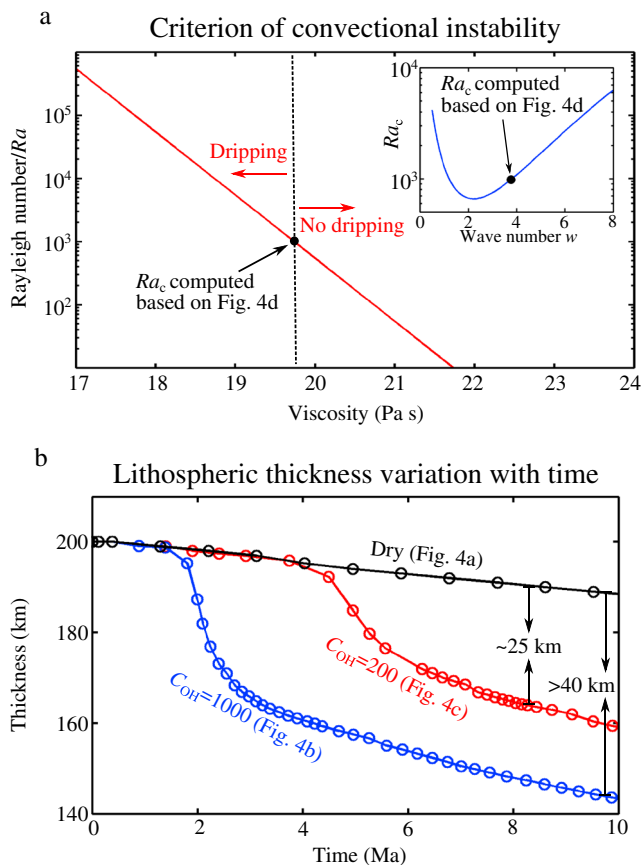 a
Criterion of convectional instability
Rayleigh number/Ra
10^5
10^4
10^3
10^2
Dripping
No dripping
Ra_c computed
based on Fig. 4d
17 18 19 20 21 22 23 24
Viscosity (Pa s)
10^4
10^3
Ra_c
Ra_c computed
based on
Fig. 4d
0 2 4 6 8
Wave number w
b
Lithospheric thickness variation with time
Thickness (km)
200
180
160
140
Dry (Fig. 4a)
~25 km
>40 km
C_OH=200 (Fig. 4c)
C_OH=1000 (Fig. 4b)
0 2 4 6 8 10
Time (Ma)